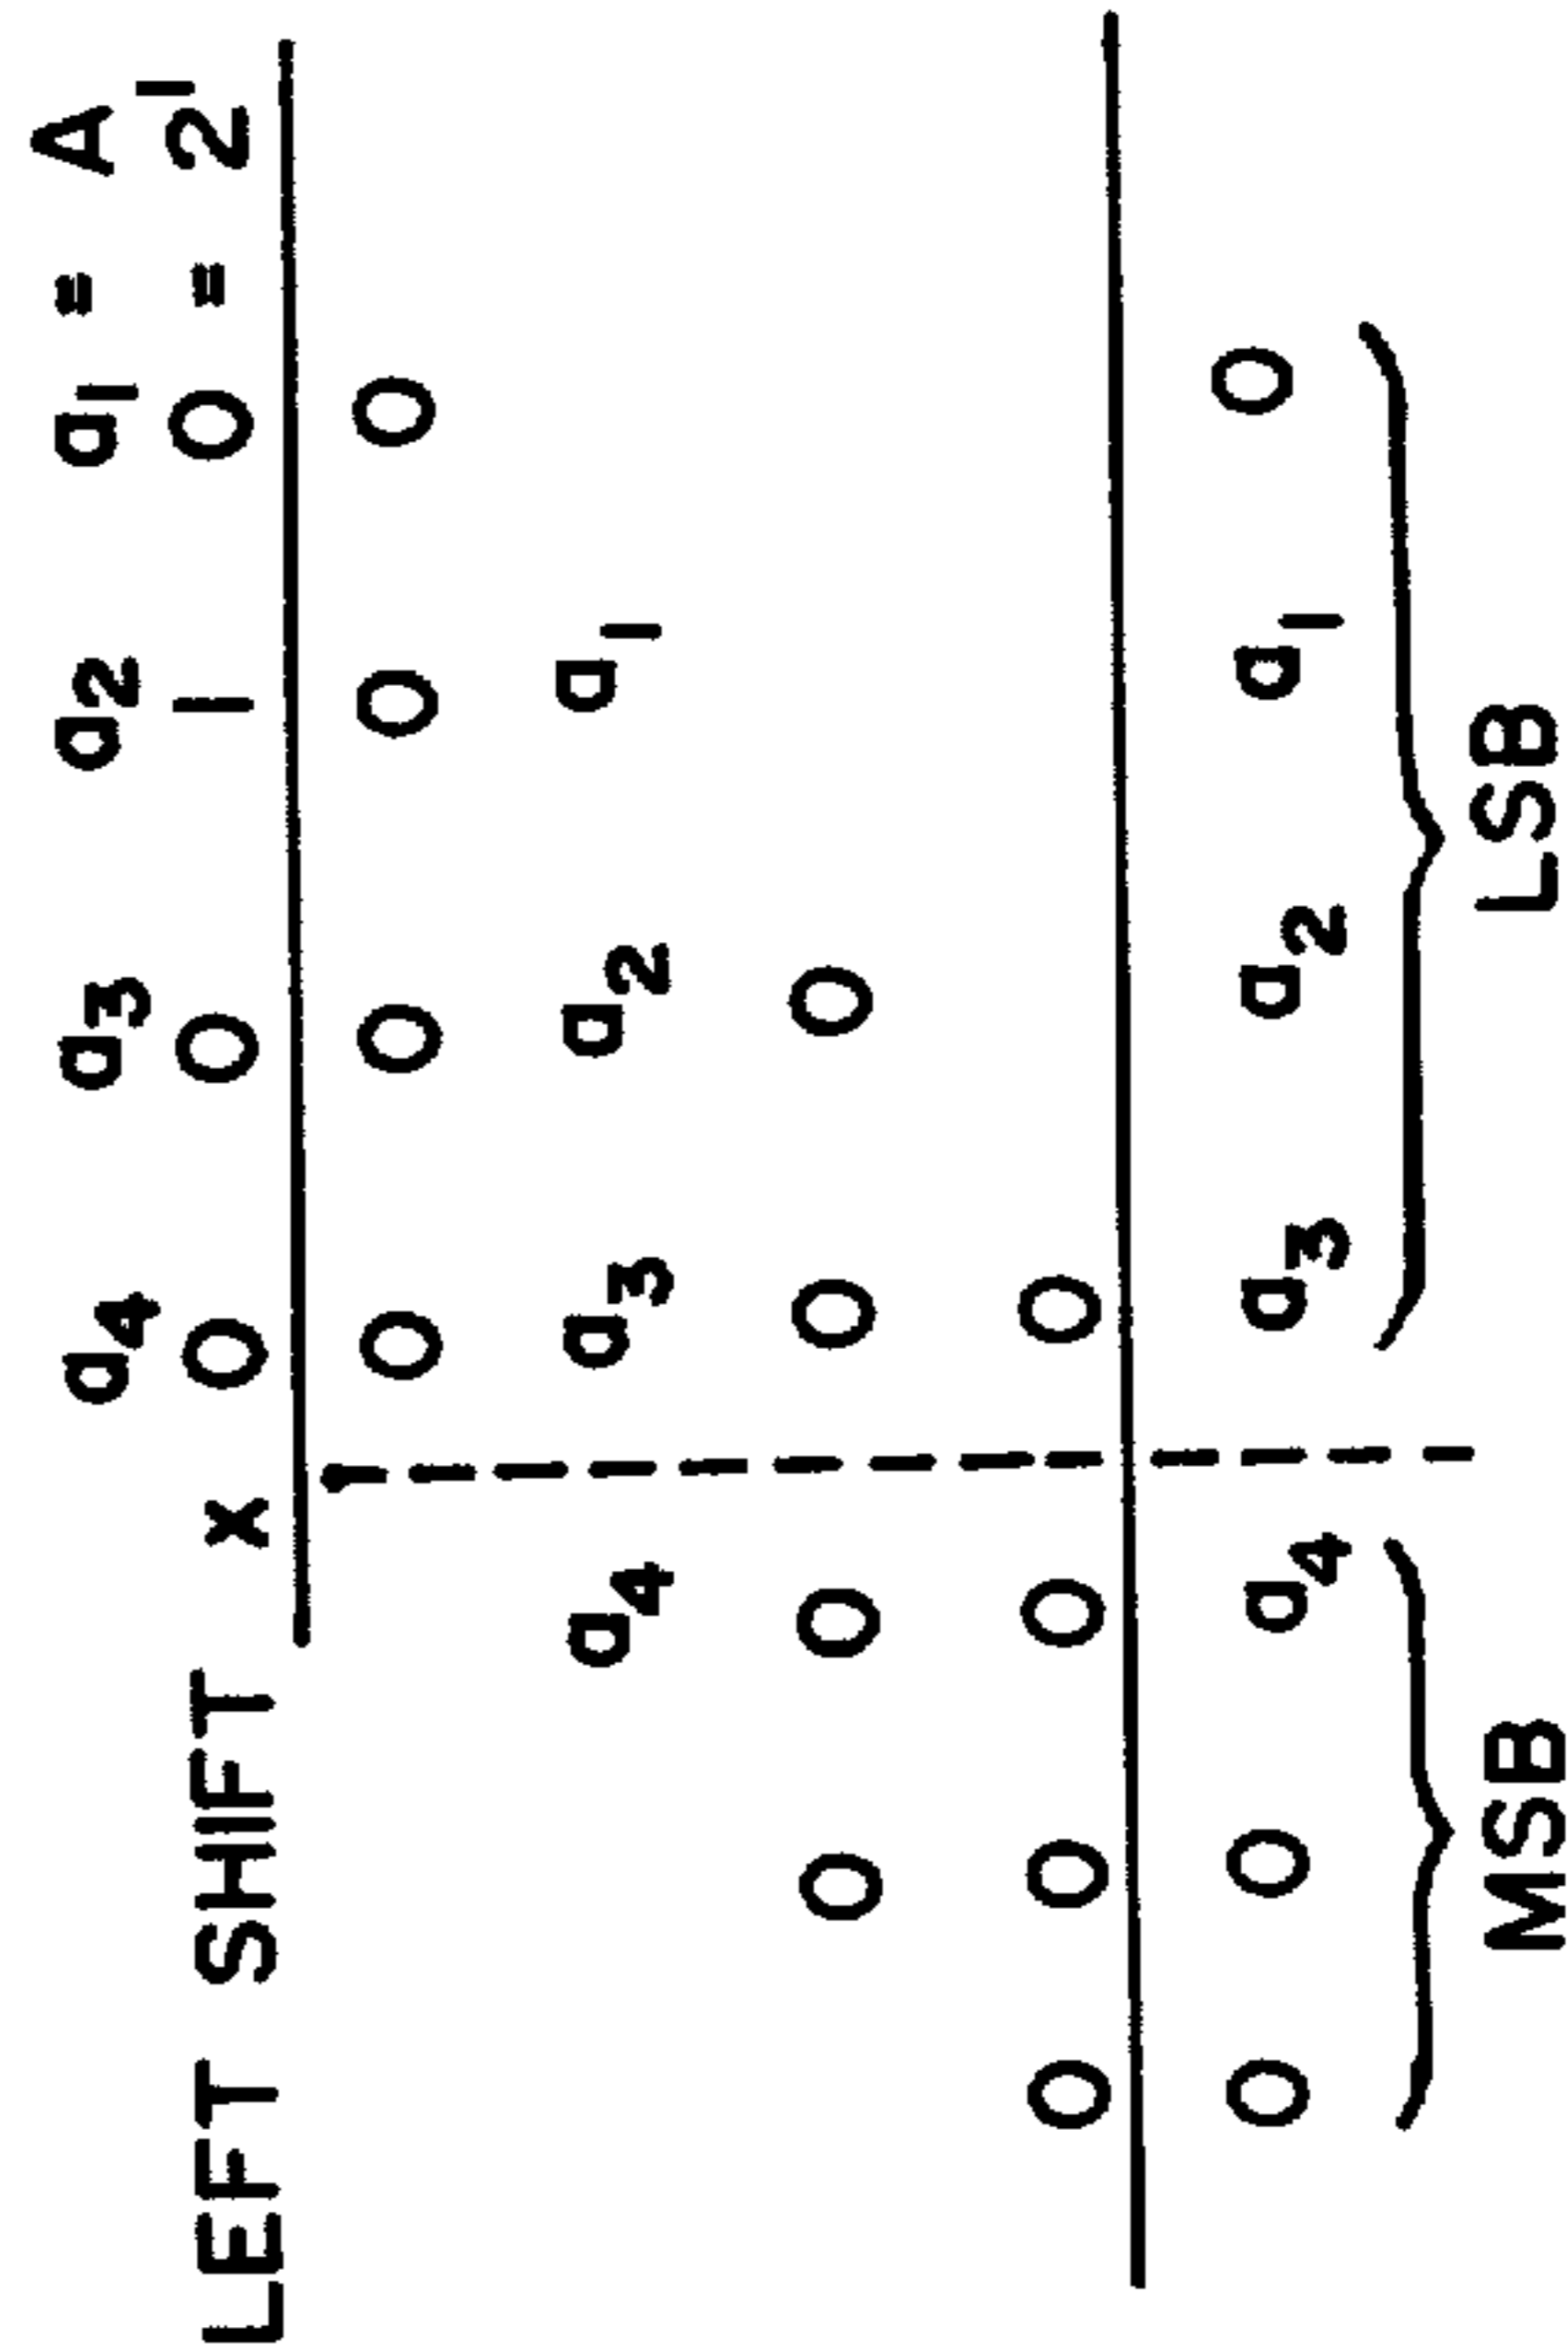 a₄ a₃ a₂ a₁ = A
LEFT SHIFT x 0 0 1 0 = 2¹
0 0 0 0
a₄ a₃ a₂ a₁
0 0 0 0
0 0 0 0
0 0 a₄ a₃ a₂ a₁ 0
MSB LSB